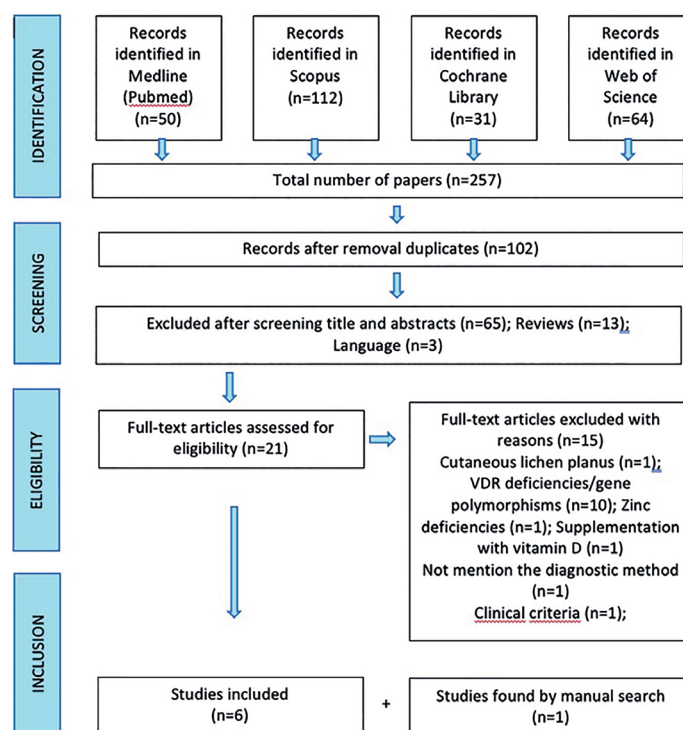 IDENTIFICATION
Records
identified in
Medline
(Pubmed)
(n=50)
Records
identified in
Scopus
(n=112)
Records
identified in
Cochrane
Library
(n=31)
Records
identified in
Web of
Science
(n=64)
Total number of papers (n=257)
SCREENING
Records after removal duplicates (n=102)
Excluded after screening title and abstracts (n=65); Reviews (n=13);
Language (n=3)
ELIGIBILITY
Full-text articles assessed for
eligibility (n=21)
Full-text articles excluded with
reasons (n=15)
Cutaneous lichen planus (n=1);
VDR deficiencies/gene
polymorphisms (n=10); Zinc
deficiencies (n=1); Supplementation
with vitamin D (n=1)
Not mention the diagnostic method
(n=1)
Clinical criteria (n=1);
INCLUSION
Studies included
(n=6)
+
Studies found by manual search
(n=1)